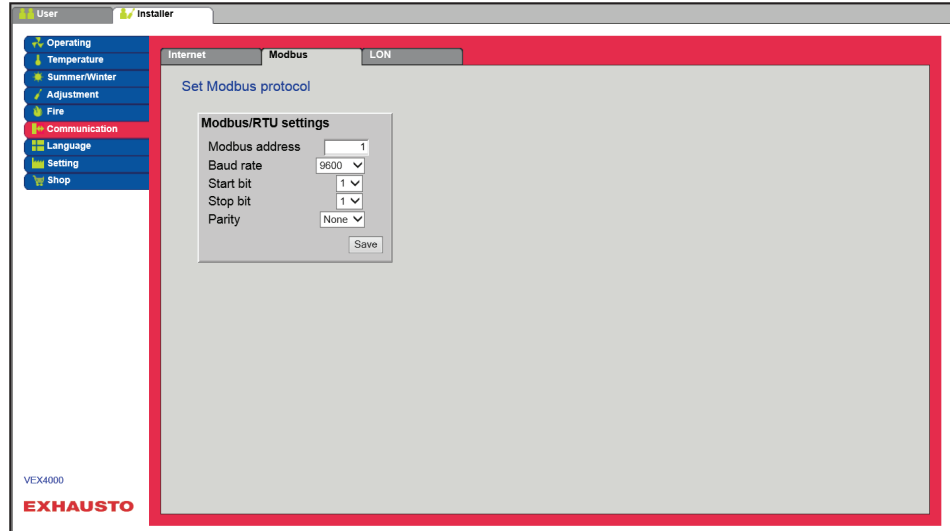 User
Installer
Operating
Temperature
Summer/Winter
Adjustment
Fire
Communication
Language
Setting
Shop
Internet
Modbus
LON
Set Modbus protocol
Modbus/RTU settings
Modbus address 1
Baud rate 9600
Start bit 1
Stop bit 1
Parity None
Save
VEX4000
EXHAUSTO